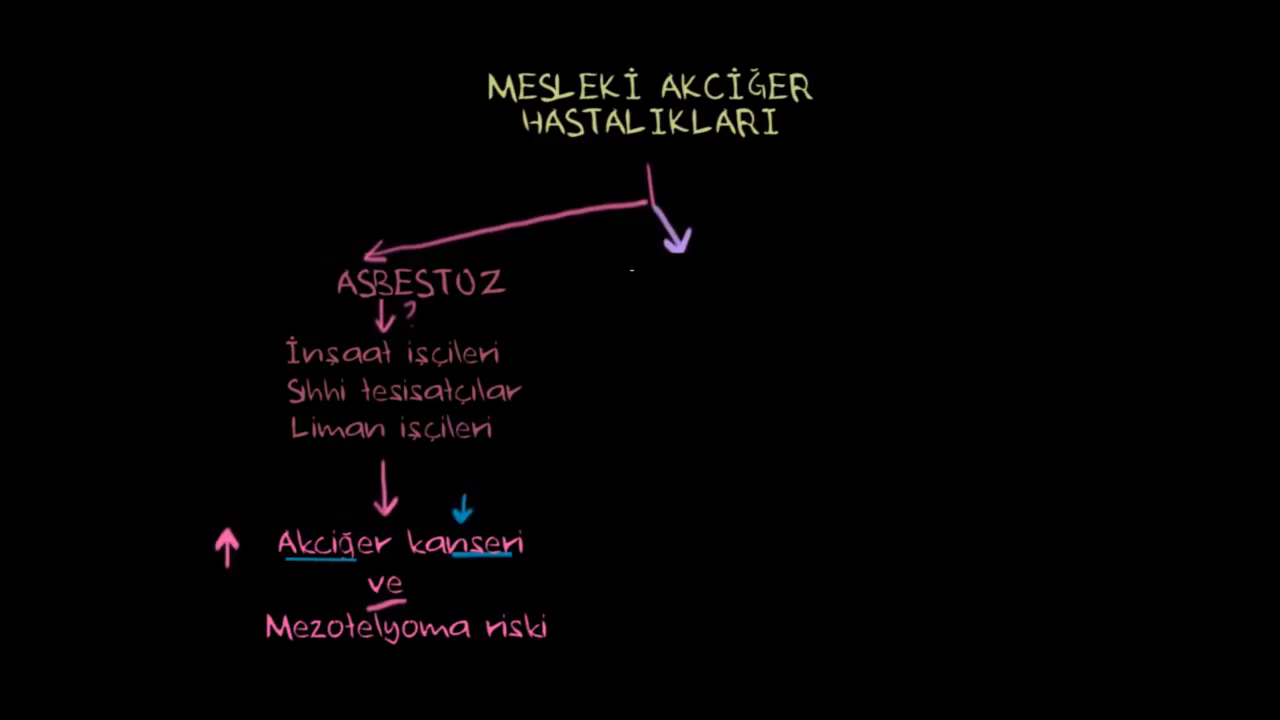 MESLEKİ AKCİĞER
HASTALIKLARI
ASBESTOZ
?
İnşaat işçileri
Sıhhi tesisatçılar
Liman işçileri
Akciğer kanseri
ve
Mezotelyoma riski